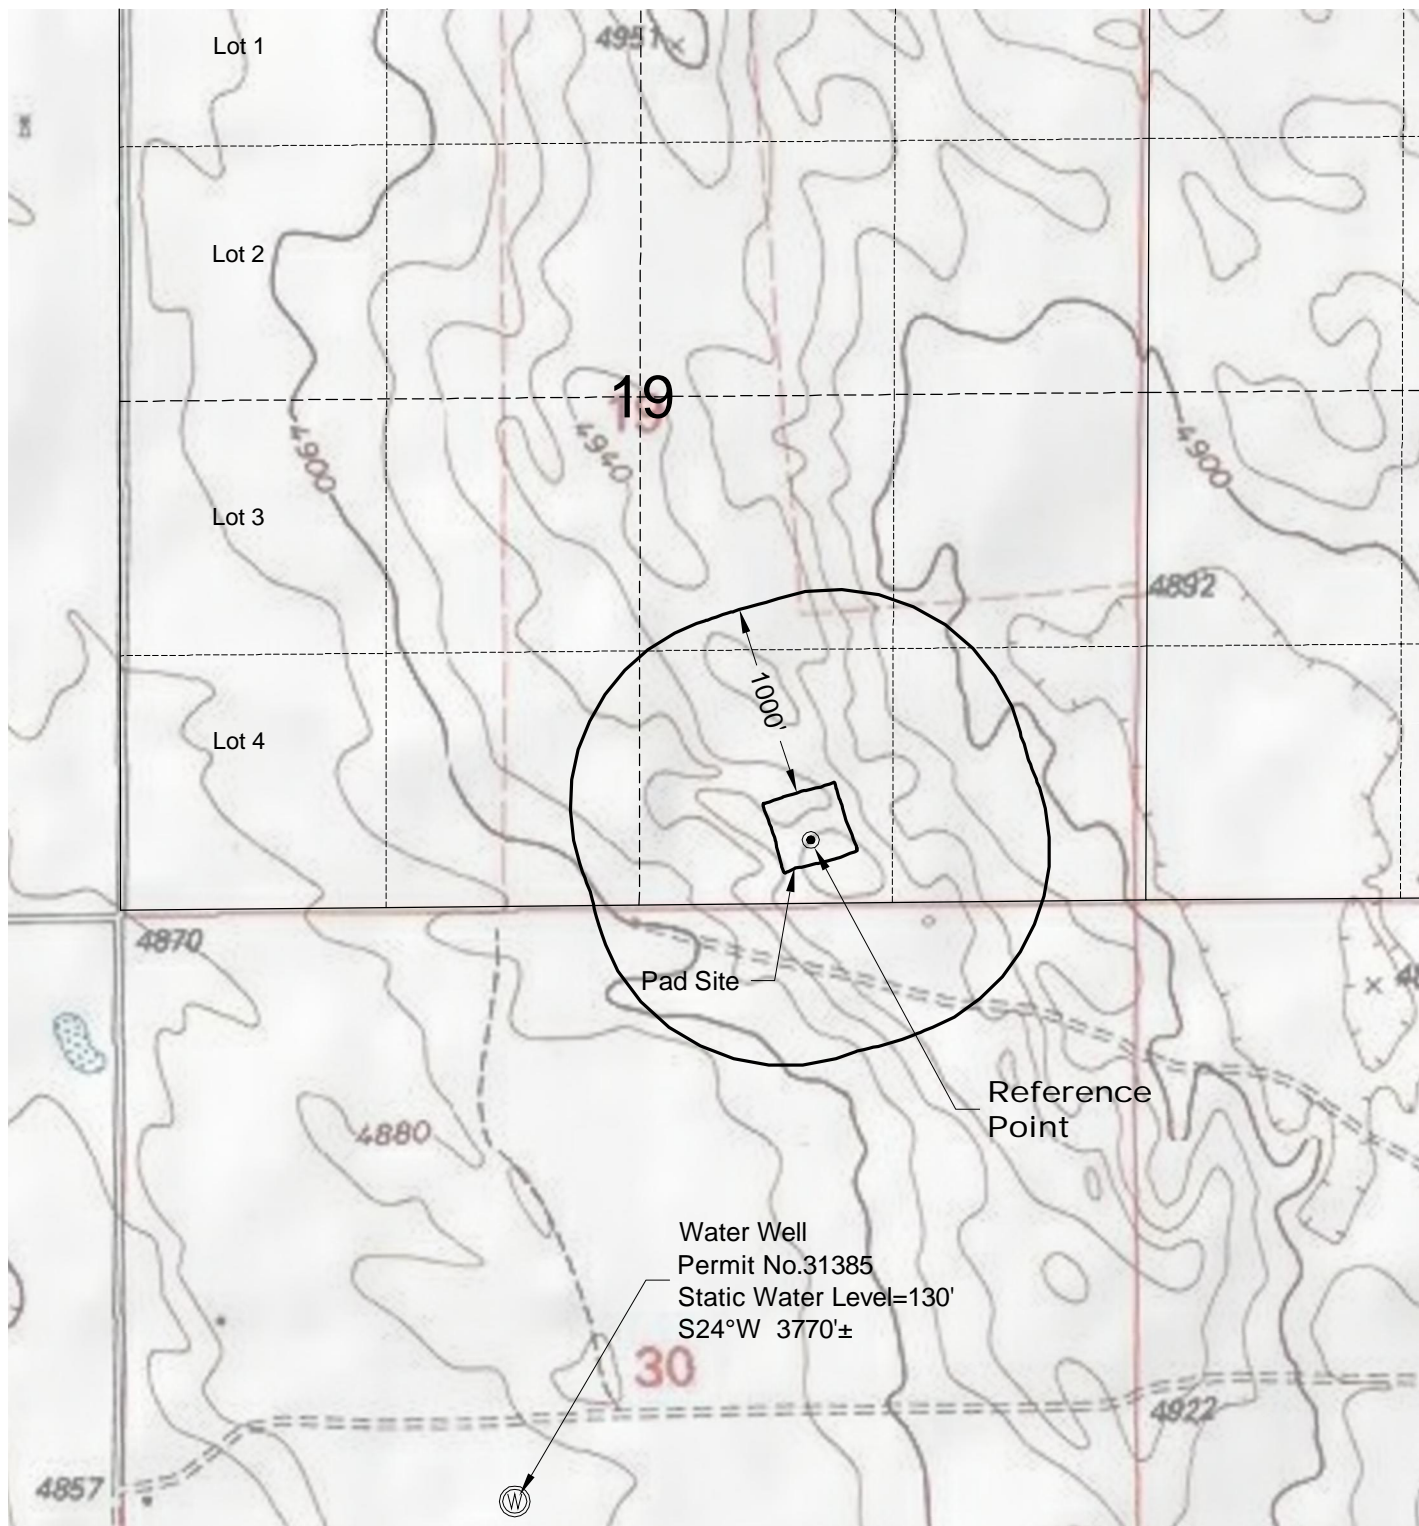 Lot 1
4951
Lot 2
19
19
4940
4900
4900
Lot 3
4892
1000'
Lot 4
4870
Pad Site
Reference
Point
4880
Water Well
Permit No.31385
Static Water Level=130'
S24°W 3770'±
30
4922
4857
W